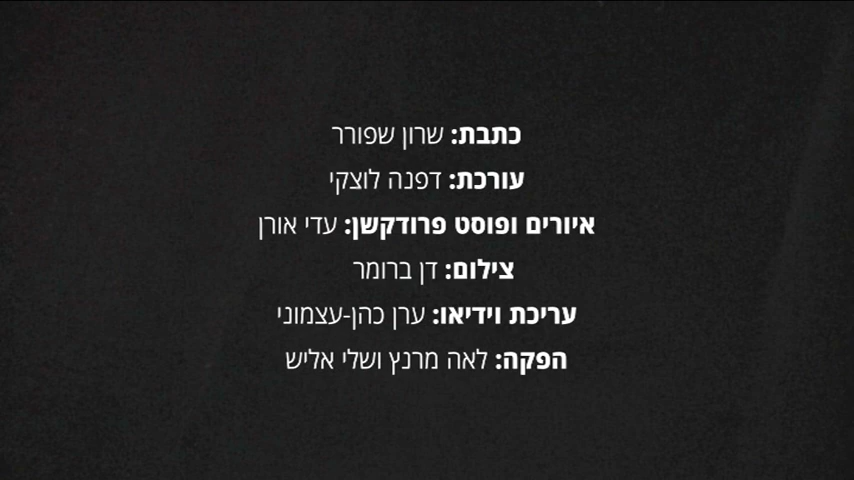 כתבת: שרון שפורר
עורכת: דפנה לוצקי
איורים ופוסט פרודקשן: עדי אורן
צילום: דן ברומר
עריכת וידיאו: ערן כהן-עצמוני
הפקה: לאה מרנץ ושלי אליש